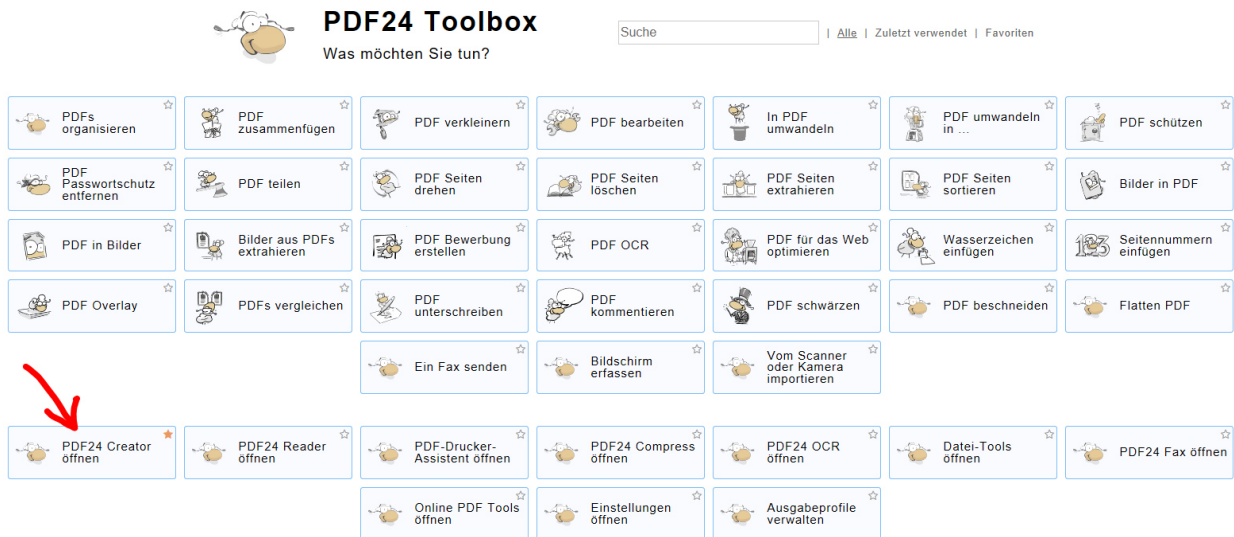 PDF24 Toolbox
Was möchten Sie tun?
Suche
| Alle | Zuletzt verwendet | Favoriten
PDFs
organisieren
PDF
zusammenfügen
PDF verkleinern
PDF bearbeiten
In PDF
umwandeln
PDF umwandeln
in ...
PDF schützen
PDF
Passwortschutz
entfernen
PDF teilen
PDF Seiten
drehen
PDF Seiten
löschen
PDF Seiten
extrahieren
PDF Seiten
sortieren
Bilder in PDF
PDF in Bilder
Bilder aus PDFs
extrahieren
PDF Bewerbung
erstellen
PDF OCR
PDF für das Web
optimieren
Wasserzeichen
einfügen
123
Seitennummern
einfügen
PDF Overlay
PDFs vergleichen
PDF
unterschreiben
PDF
kommentieren
PDF schwärzen
PDF beschneiden
Flatten PDF
Ein Fax senden
Bildschirm
erfassen
Vom Scanner
oder Kamera
importieren
PDF24 Creator
öffnen
PDF24 Reader
öffnen
PDF-Drucker-
Assistent öffnen
PDF24 Compress
öffnen
PDF24 OCR
öffnen
Datei-Tools
öffnen
PDF24 Fax öffnen
Online PDF Tools
öffnen
Einstellungen
öffnen
Ausgabeprofile
verwalten